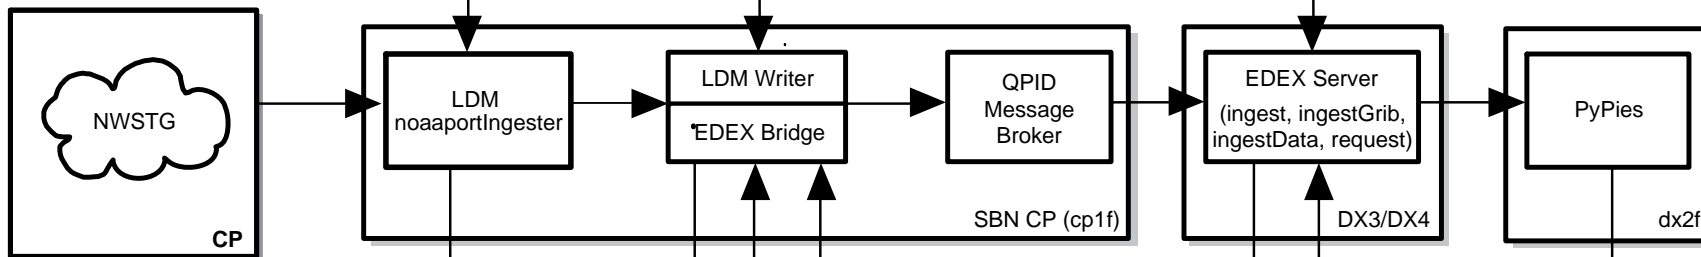 NWSTG
CP
LDM
noaaportIngester
LDM Writer
EDEX Bridge
QPID
Message
Broker
SBN CP (cp1f)
EDEX Server
(ingest, ingestGrib,
ingestData, request)
DX3/DX4
PyPies
dx2f